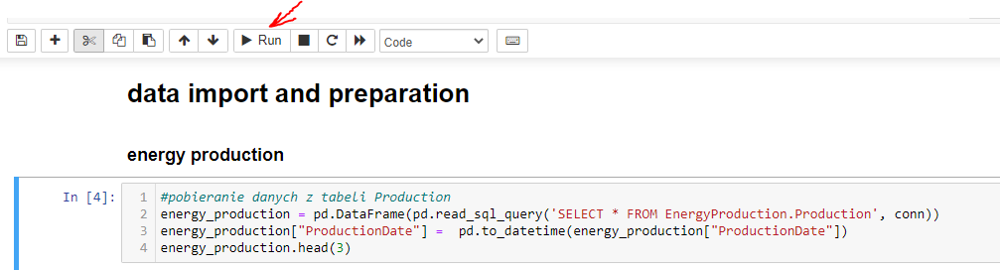 Run
Code
data import and preparation
energy production
In [4]:
1 #pobieranie danych z tabeli Production
2 energy_production = pd.DataFrame(pd.read_sql_query('SELECT * FROM EnergyProduction.Production', conn))
3 energy_production["ProductionDate"] =  pd.to_datetime(energy_production["ProductionDate"])
4 energy_production.head(3)